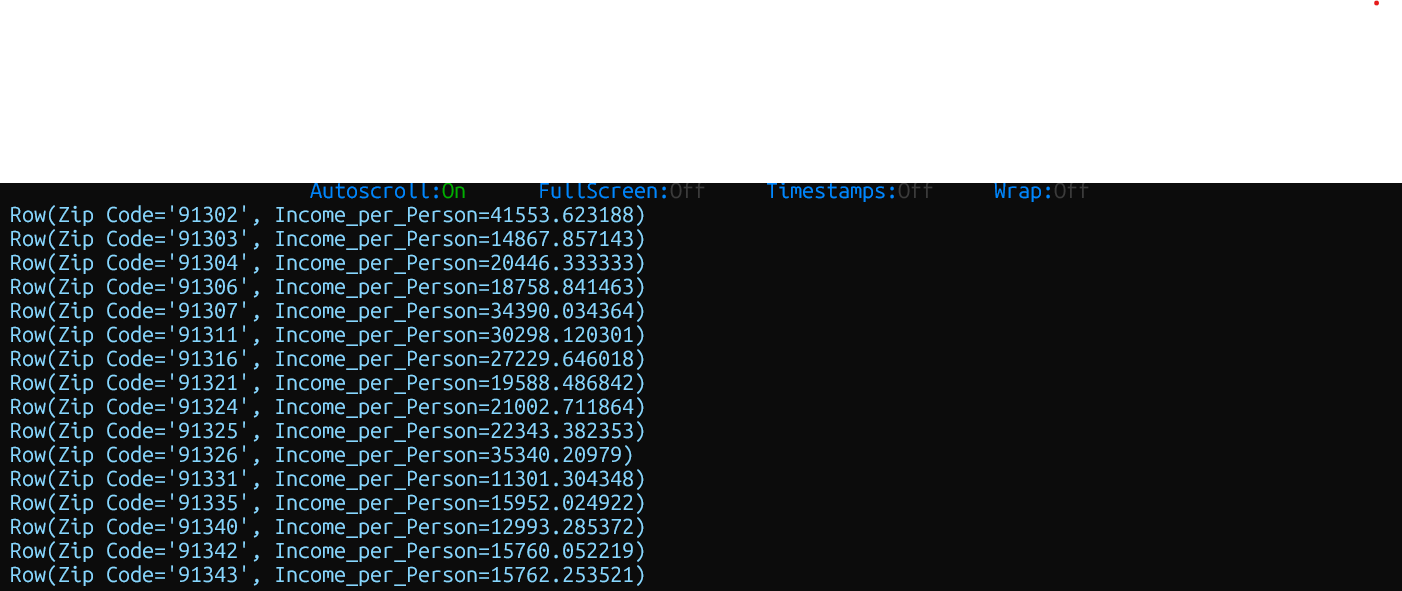 Autoscroll:On FullScreen:Off Timestamps:Off Wrap:Off
Row(Zip Code='91302', Income_per_Person=41553.623188)
Row(Zip Code='91303', Income_per_Person=14867.857143)
Row(Zip Code='91304', Income_per_Person=20446.333333)
Row(Zip Code='91306', Income_per_Person=18758.841463)
Row(Zip Code='91307', Income_per_Person=34390.034364)
Row(Zip Code='91311', Income_per_Person=30298.120301)
Row(Zip Code='91316', Income_per_Person=27229.646018)
Row(Zip Code='91321', Income_per_Person=19588.486842)
Row(Zip Code='91324', Income_per_Person=21002.711864)
Row(Zip Code='91325', Income_per_Person=22343.382353)
Row(Zip Code='91326', Income_per_Person=35340.20979)
Row(Zip Code='91331', Income_per_Person=11301.304348)
Row(Zip Code='91335', Income_per_Person=15952.024922)
Row(Zip Code='91340', Income_per_Person=12993.285372)
Row(Zip Code='91342', Income_per_Person=15760.052219)
Row(Zip Code='91343', Income_per_Person=15762.253521)